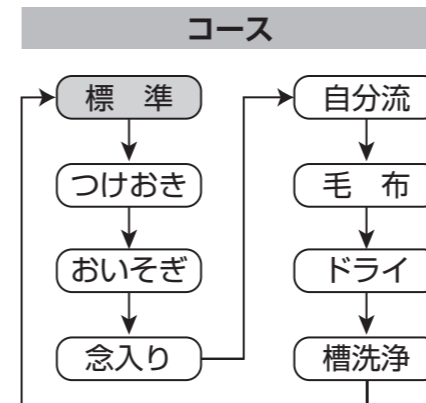 コース
標　準
つけおき
おいそぎ
念入り
自分流
毛　布
ドライ
槽洗浄